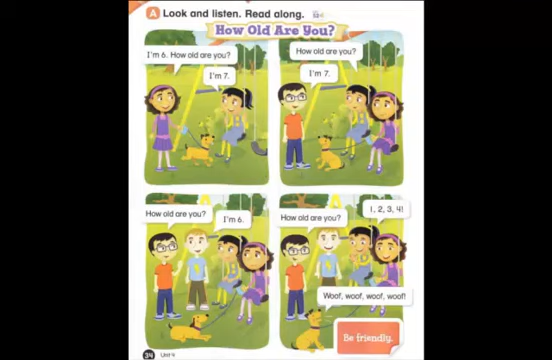 A Look and listen. Read along.
How Old Are You?
I'm 6. How old are you?
I'm 7.
How old are you?
I'm 7.
How old are you?
I'm 6.
How old are you?
1, 2, 3, 4!
Woof, woof, woof, woof!
Be friendly.
34 Unit 4